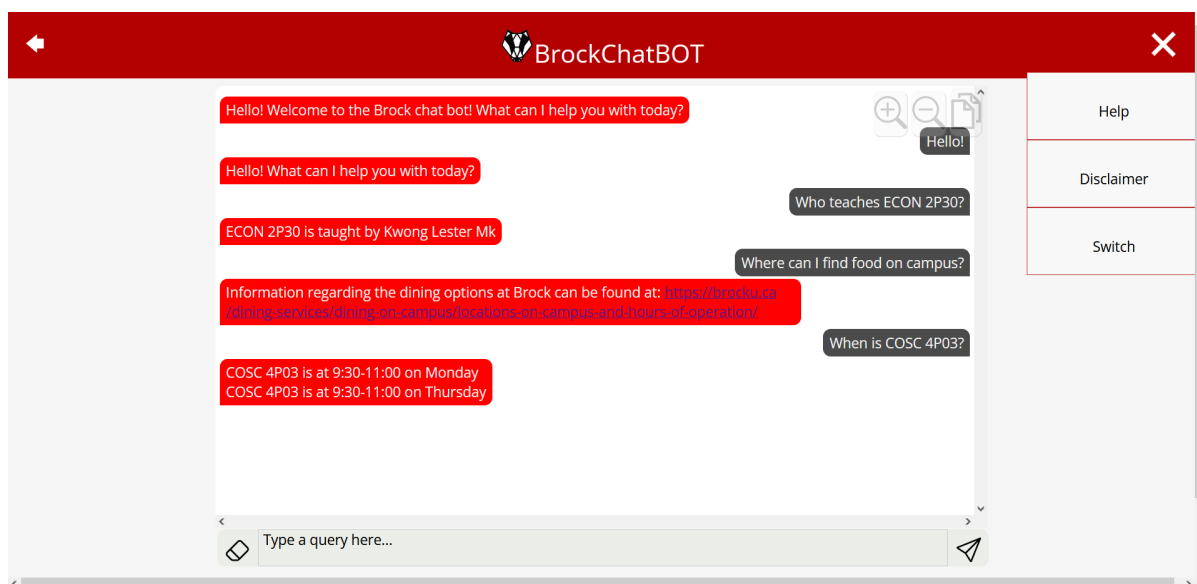 BrockChatBOT
Help
Disclaimer
Switch
Hello! Welcome to the Brock chat bot! What can I help you with today?
Hello!
Hello! What can I help you with today?
Who teaches ECON 2P30?
ECON 2P30 is taught by Kwong Lester Mk
Where can I find food on campus?
Information regarding the dining options at Brock can be found at: https://brocku.ca
/dining-services/dining-on-campus/locations-on-campus-and-hours-of-operation/
When is COSC 4P03?
COSC 4P03 is at 9:30-11:00 on Monday
COSC 4P03 is at 9:30-11:00 on Thursday
Type a query here...